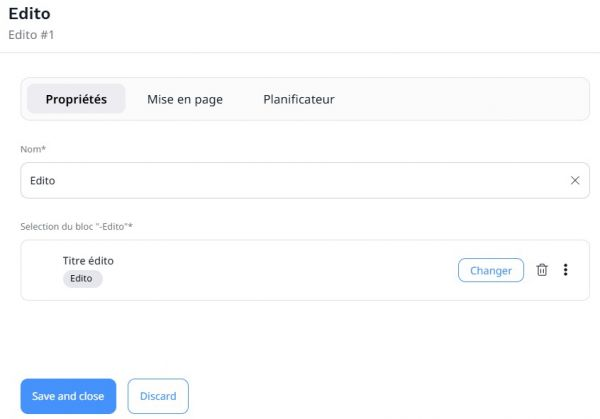 Edito
Edito #1
Propriétés Mise en page Planificateur
Nom*
Edito
Selection du bloc "-Edito"*
Titre édito
Edito
Changer
Save and close Discard